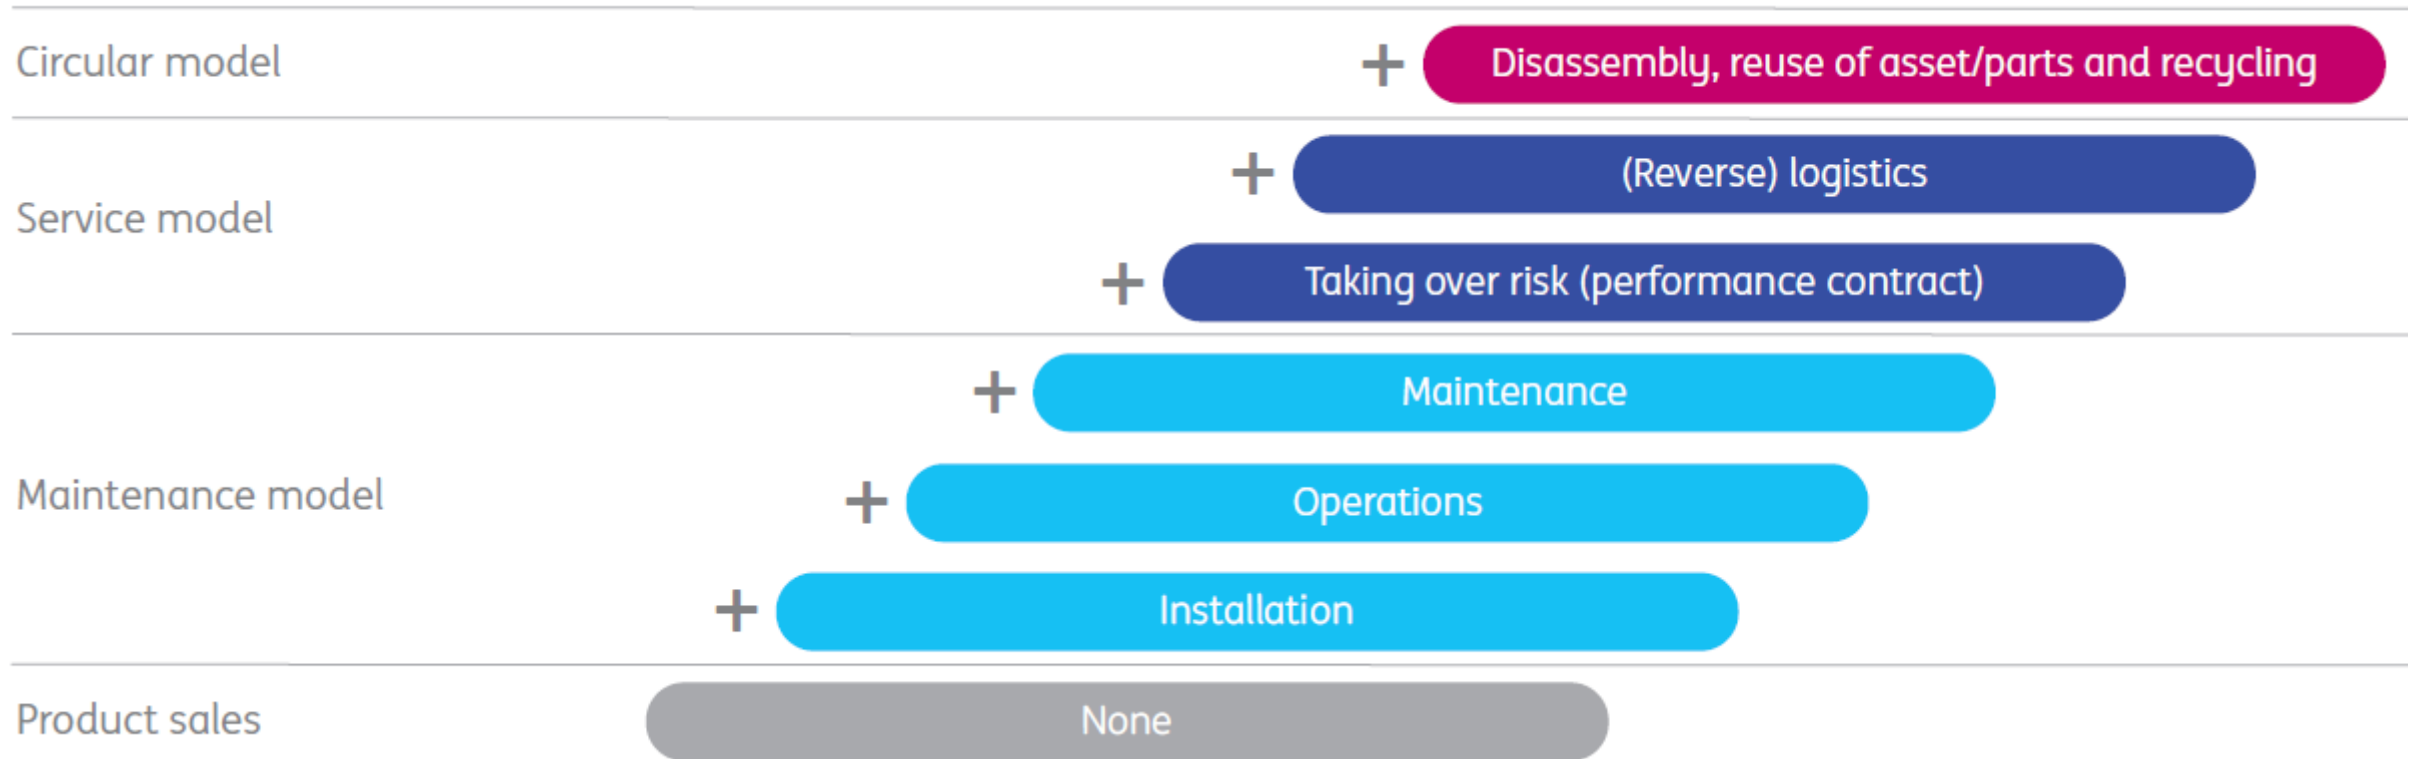 Circular model
+ Disassembly, reuse of asset/parts and recycling
+ (Reverse) logistics
Service model
+ Taking over risk (performance contract)
+ Maintenance
Maintenance model
+ Operations
+ Installation
Product sales
None